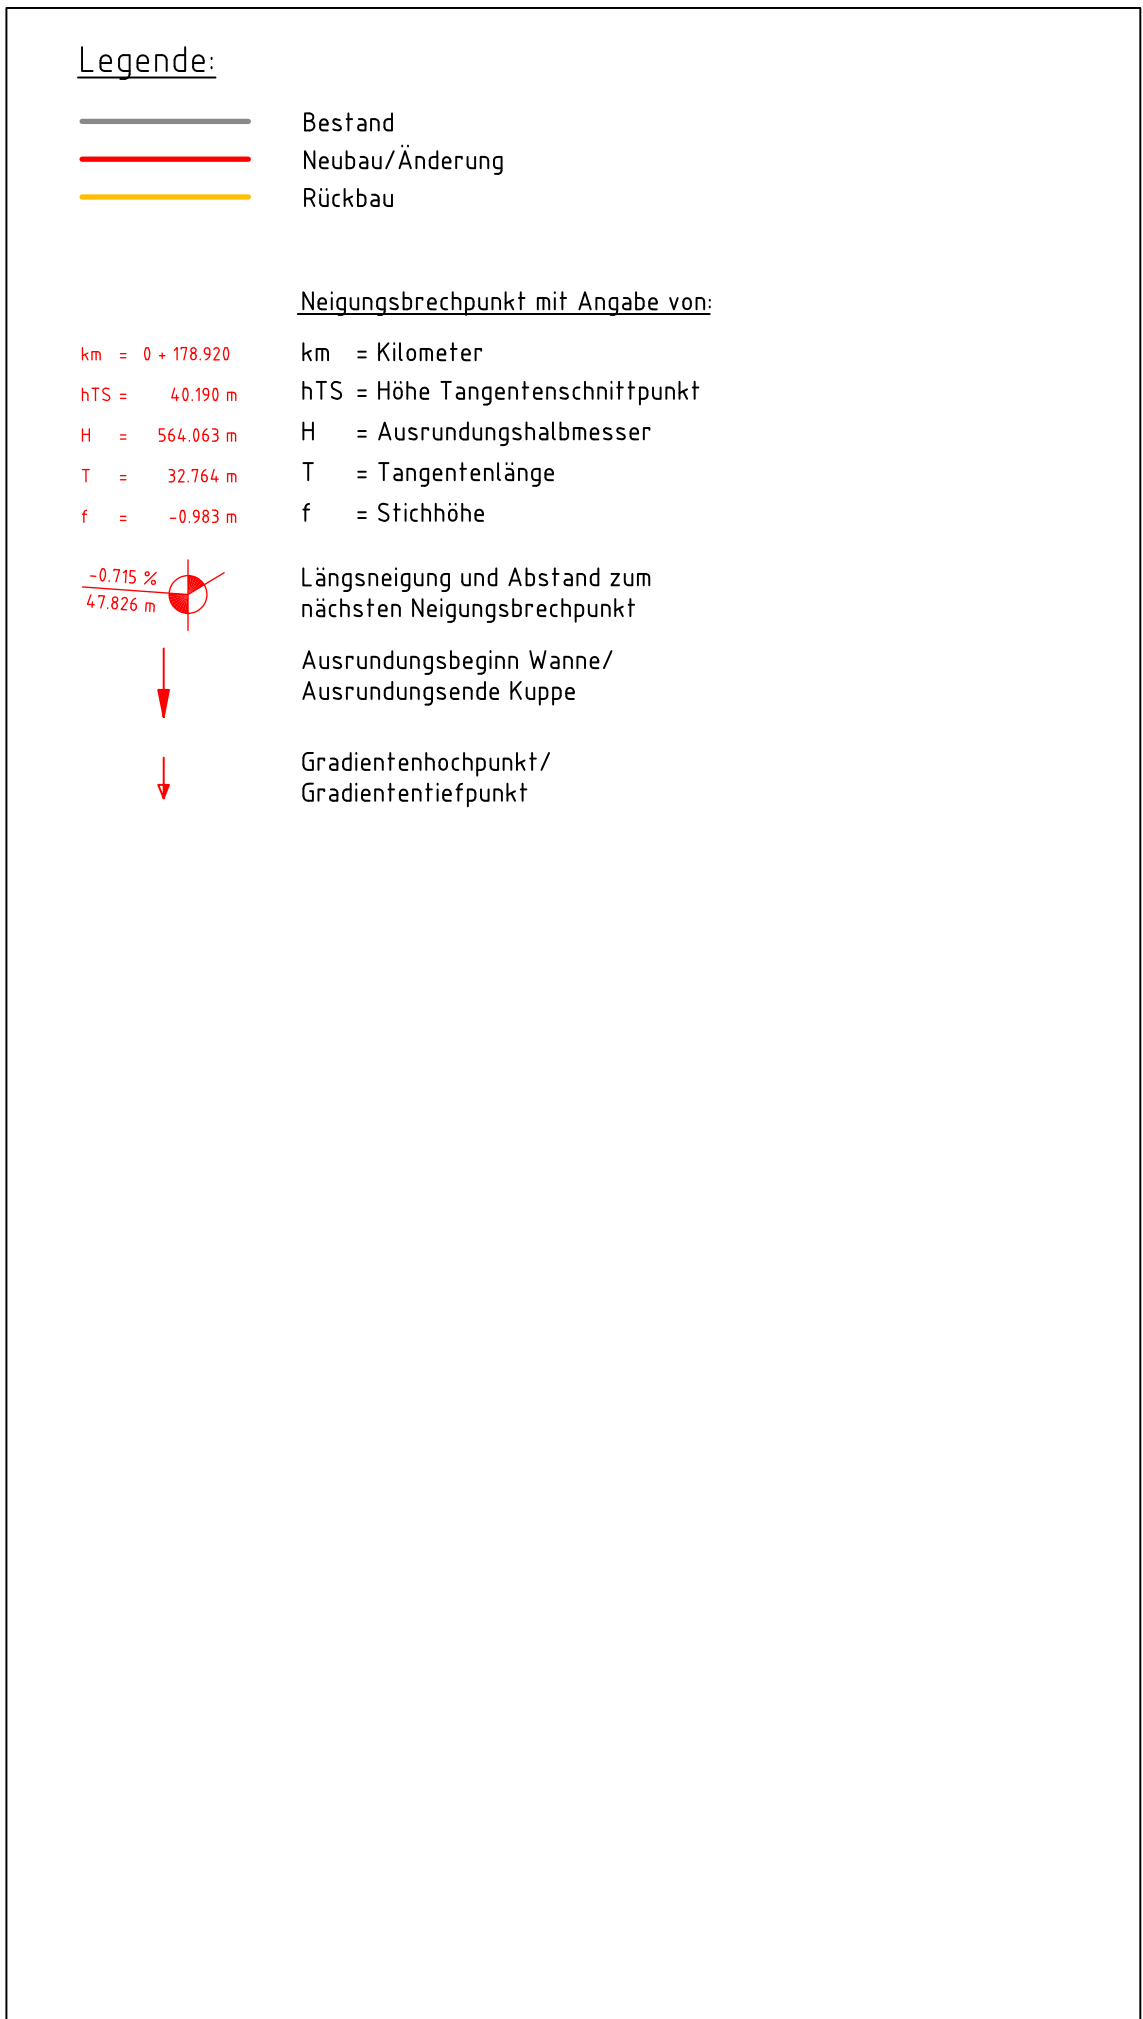 Legende:
Bestand
Neubau/Änderung
Rückbau
Neigungsbrechpunkt mit Angabe von:
km = 0 + 178.920 km = Kilometer
hTS = 40.190 m hTS = Höhe Tangentenschnittpunkt
H = 564.063 m H = Ausrundungshalbmesser
T = 32.764 m T = Tangentenlänge
f = -0.983 m f = Stichhöhe
-0.715 %
47.826 m
Längsneigung und Abstand zum
nächsten Neigungsbrechpunkt
Ausrundungsbeginn Wanne/
Ausrundungsende Kuppe
Gradientenhochpunkt/
Gradiententiefpunkt